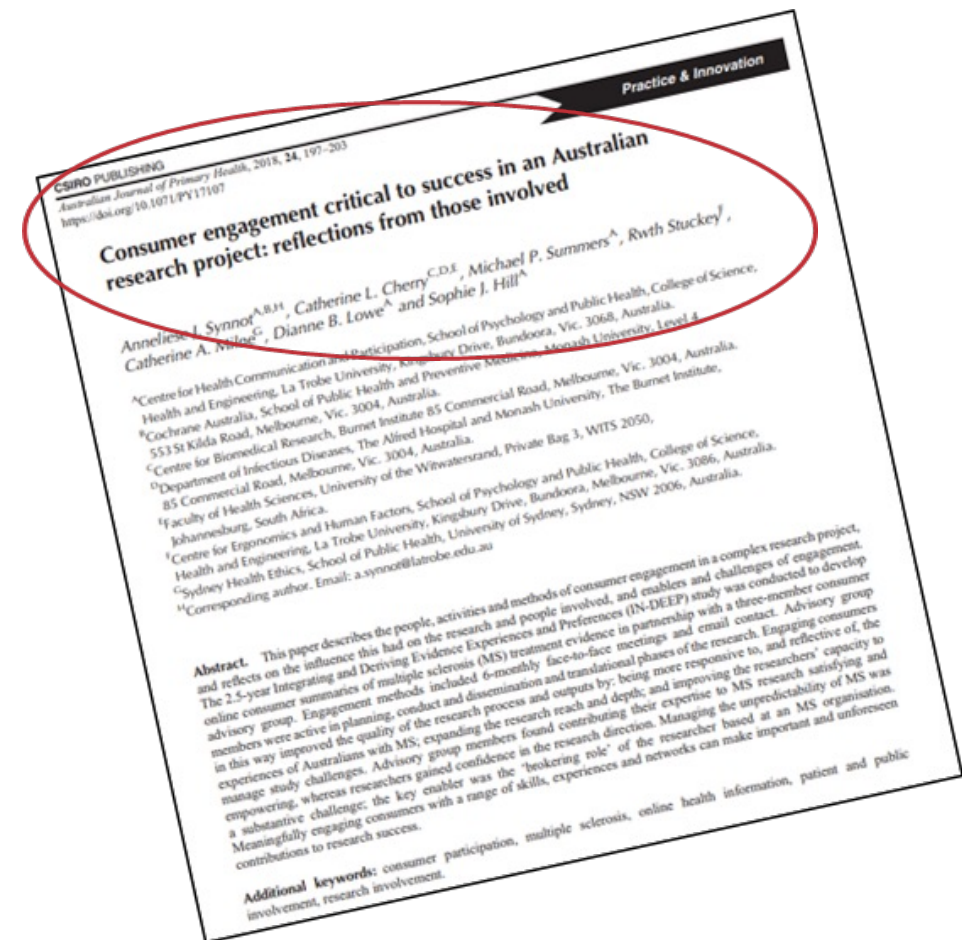 Practice & Innovation
CSIRO PUBLISHING
Australian Journal of Primary Health, 2018, 24, 197–203
https://doi.org/10.1071/PY17107
Consumer engagement critical to success in an Australian
research project: reflections from those involved
Anneliese J. Synnot A,B,H, Catherine L. Cherry C,D,E, Michael P. Summers A, Rwth Stuckey F,
Catherine A. Milne G, Dianne B. Lowe A and Sophie J. Hill A
A Centre for Health Communication and Participation, School of Psychology and Public Health, College of Science,
Health and Engineering, La Trobe University, Kingsbury Drive, Bundoora, Vic. 3068, Australia.
B Cochrane Australia, School of Public Health and Preventive Medicine, Monash University, Level 4,
553 St Kilda Road, Melbourne, Vic. 3004, Australia.
C Centre for Biomedical Research, Burnet Institute 85 Commercial Road, Melbourne, Vic. 3004, Australia.
D Department of Infectious Diseases, The Alfred Hospital and Monash University, The Burnet Institute,
85 Commercial Road, Melbourne, Vic. 3004, Australia.
E Faculty of Health Sciences, University of the Witwatersrand, Private Bag 3, WITS 2050,
Johannesburg, South Africa.
F Centre for Ergonomics and Human Factors, School of Psychology and Public Health, College of Science,
Health and Engineering, La Trobe University, Kingsbury Drive, Bundoora, Melbourne, Vic. 3086, Australia.
G Sydney Health Ethics, School of Public Health, University of Sydney, Sydney, NSW 2006, Australia.
H Corresponding author. Email: a.synnot@latrobe.edu.au
Abstract. This paper describes the people, activities and methods of consumer engagement in a complex research project,
and reflects on the influence this had on the research and people involved, and enablers and challenges of engagement.
The 2.5-year Integrating and Deriving Evidence Experiences and Preferences (IN-DEEP) study was conducted to develop
online consumer summaries of multiple sclerosis (MS) treatment evidence in partnership with a three-member consumer
advisory group. Engagement methods included 6-monthly face-to-face meetings and email contact. Advisory group
members were active in planning, conduct and dissemination and translational phases of the research. Engaging consumers
in this way improved the quality of the research process and outputs by: being more responsive to, and reflective of, the
experiences of Australians with MS; expanding the research reach and depth; and improving the researchers' capacity to
manage study challenges. Advisory group members found contributing their expertise to MS research satisfying and
empowering, whereas researchers gained confidence in the research direction. Managing the unpredictability of MS was
a substantive challenge; the key enabler was the 'brokering role' of the researcher based at an MS organisation.
Meaningfully engaging consumers with a range of skills, experiences and networks can make important and unforeseen
contributions to research success.
Additional keywords: consumer participation, multiple sclerosis, online health information, patient and public
involvement, research involvement.